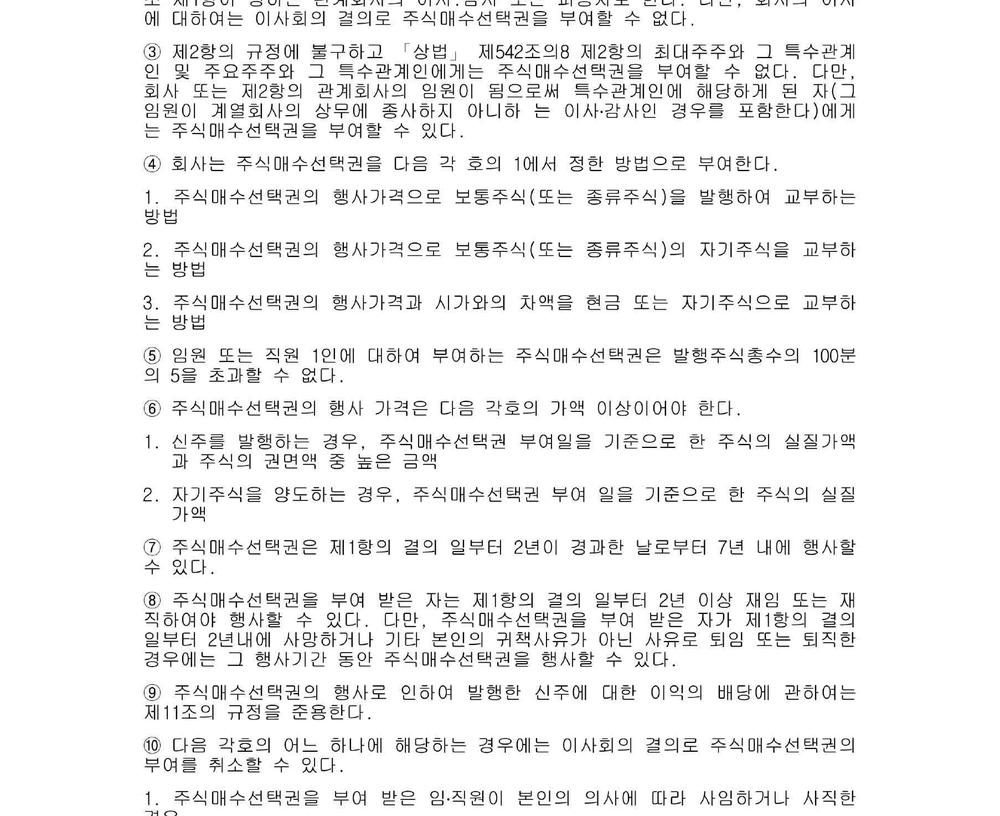 에 대하여는 이사회의 결의로 주식매수선택권을 부여할 수 없다.
③ 제2항의 규정에 불구하고 「상법」 제542조의8 제2항의 최대주주와 그 특수관계
인 및 주요주주와 그 특수관계인에게는 주식매수선택권을 부여할 수 없다. 다만,
회사 또는 제2항의 관계회사의 임원이 됨으로써 특수관계인에 해당하게 된 자(그
임원이 계열회사의 상무에 종사하지 아니하 는 이사·감사인 경우를 포함한다)에게
는 주식매수선택권을 부여할 수 있다.
④ 회사는 주식매수선택권을 다음 각 호의 1에서 정한 방법으로 부여한다.
1. 주식매수선택권의 행사가격으로 보통주식(또는 종류주식)을 발행하여 교부하는
방법
2. 주식매수선택권의 행사가격으로 보통주식(또는 종류주식)의 자기주식을 교부하
는 방법
3. 주식매수선택권의 행사가격과 시가와의 차액을 현금 또는 자기주식으로 교부하
는 방법
⑤ 임원 또는 직원 1인에 대하여 부여하는 주식매수선택권은 발행주식총수의 100분
의 5을 초과할 수 없다.
⑥ 주식매수선택권의 행사 가격은 다음 각호의 가액 이상이어야 한다.
1. 신주를 발행하는 경우, 주식매수선택권 부여일을 기준으로 한 주식의 실질가액
과 주식의 권면액 중 높은 금액
2. 자기주식을 양도하는 경우, 주식매수선택권 부여 일을 기준으로 한 주식의 실질
가액
⑦ 주식매수선택권은 제1항의 결의 일부터 2년이 경과한 날로부터 7년 내에 행사할
수 있다.
⑧ 주식매수선택권을 부여 받은 자는 제1항의 결의 일부터 2년 이상 재임 또는 재
직하여야 행사할 수 있다. 다만, 주식매수선택권을 부여 받은 자가 제1항의 결의
일부터 2년내에 사망하거나 기타 본인의 귀책사유가 아닌 사유로 퇴임 또는 퇴직한
경우에는 그 행사기간 동안 주식매수선택권을 행사할 수 있다.
⑨ 주식매수선택권의 행사로 인하여 발행한 신주에 대한 이익의 배당에 관하여는
제11조의 규정을 준용한다.
⑩ 다음 각호의 어느 하나에 해당하는 경우에는 이사회의 결의로 주식매수선택권의
부여를 취소할 수 있다.
1. 주식매수선택권을 부여 받은 임·직원이 본인의 의사에 따라 사임하거나 사직한